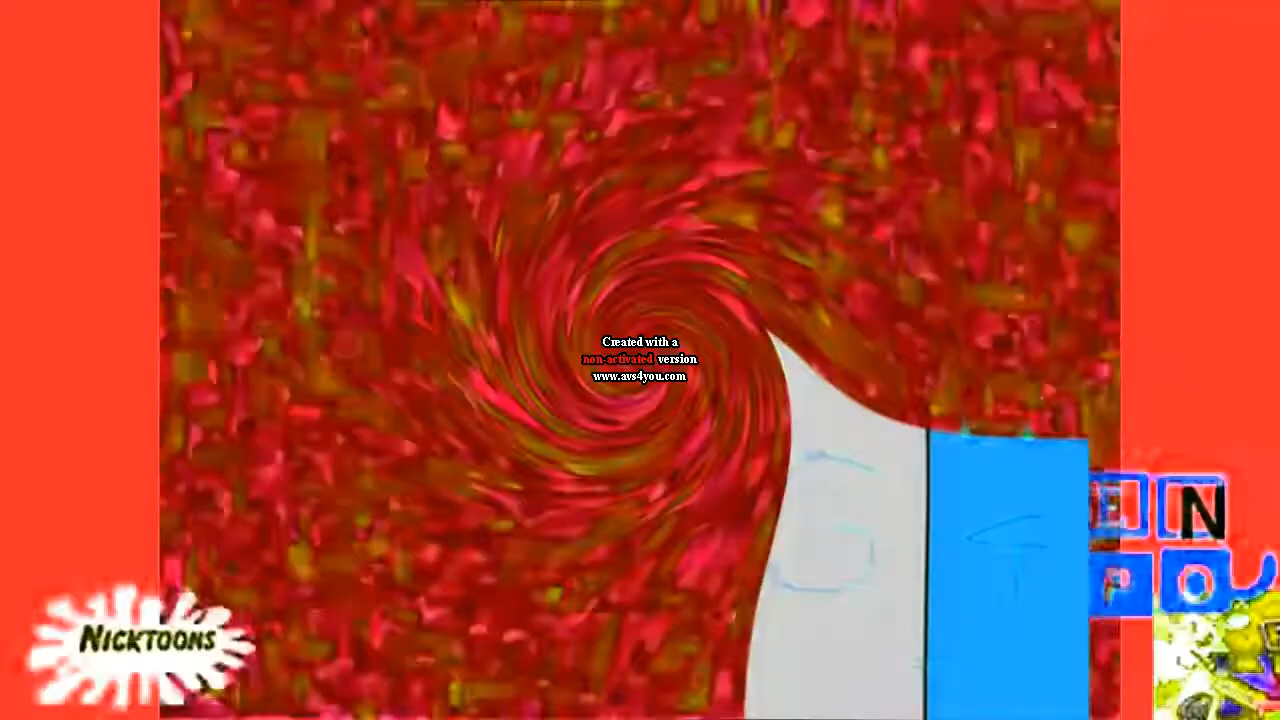 Created with a
non-activated version
www.avs4you.com
E N
P O
NICKTOONS